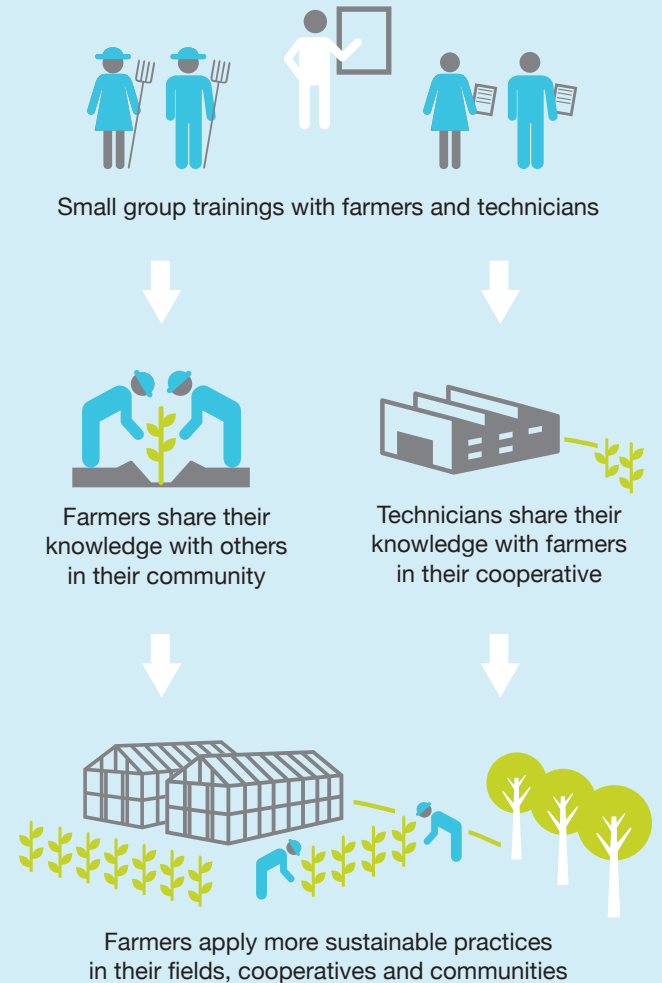 Small group trainings with farmers and technicians
Farmers share their
knowledge with others
in their community
Technicians share their
knowledge with farmers
in their cooperative
Farmers apply more sustainable practices
in their fields, cooperatives and communities